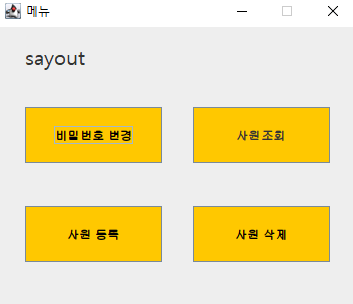 메뉴
sayout
비밀번호 변경
사원조회
사원 등록
사원 삭제